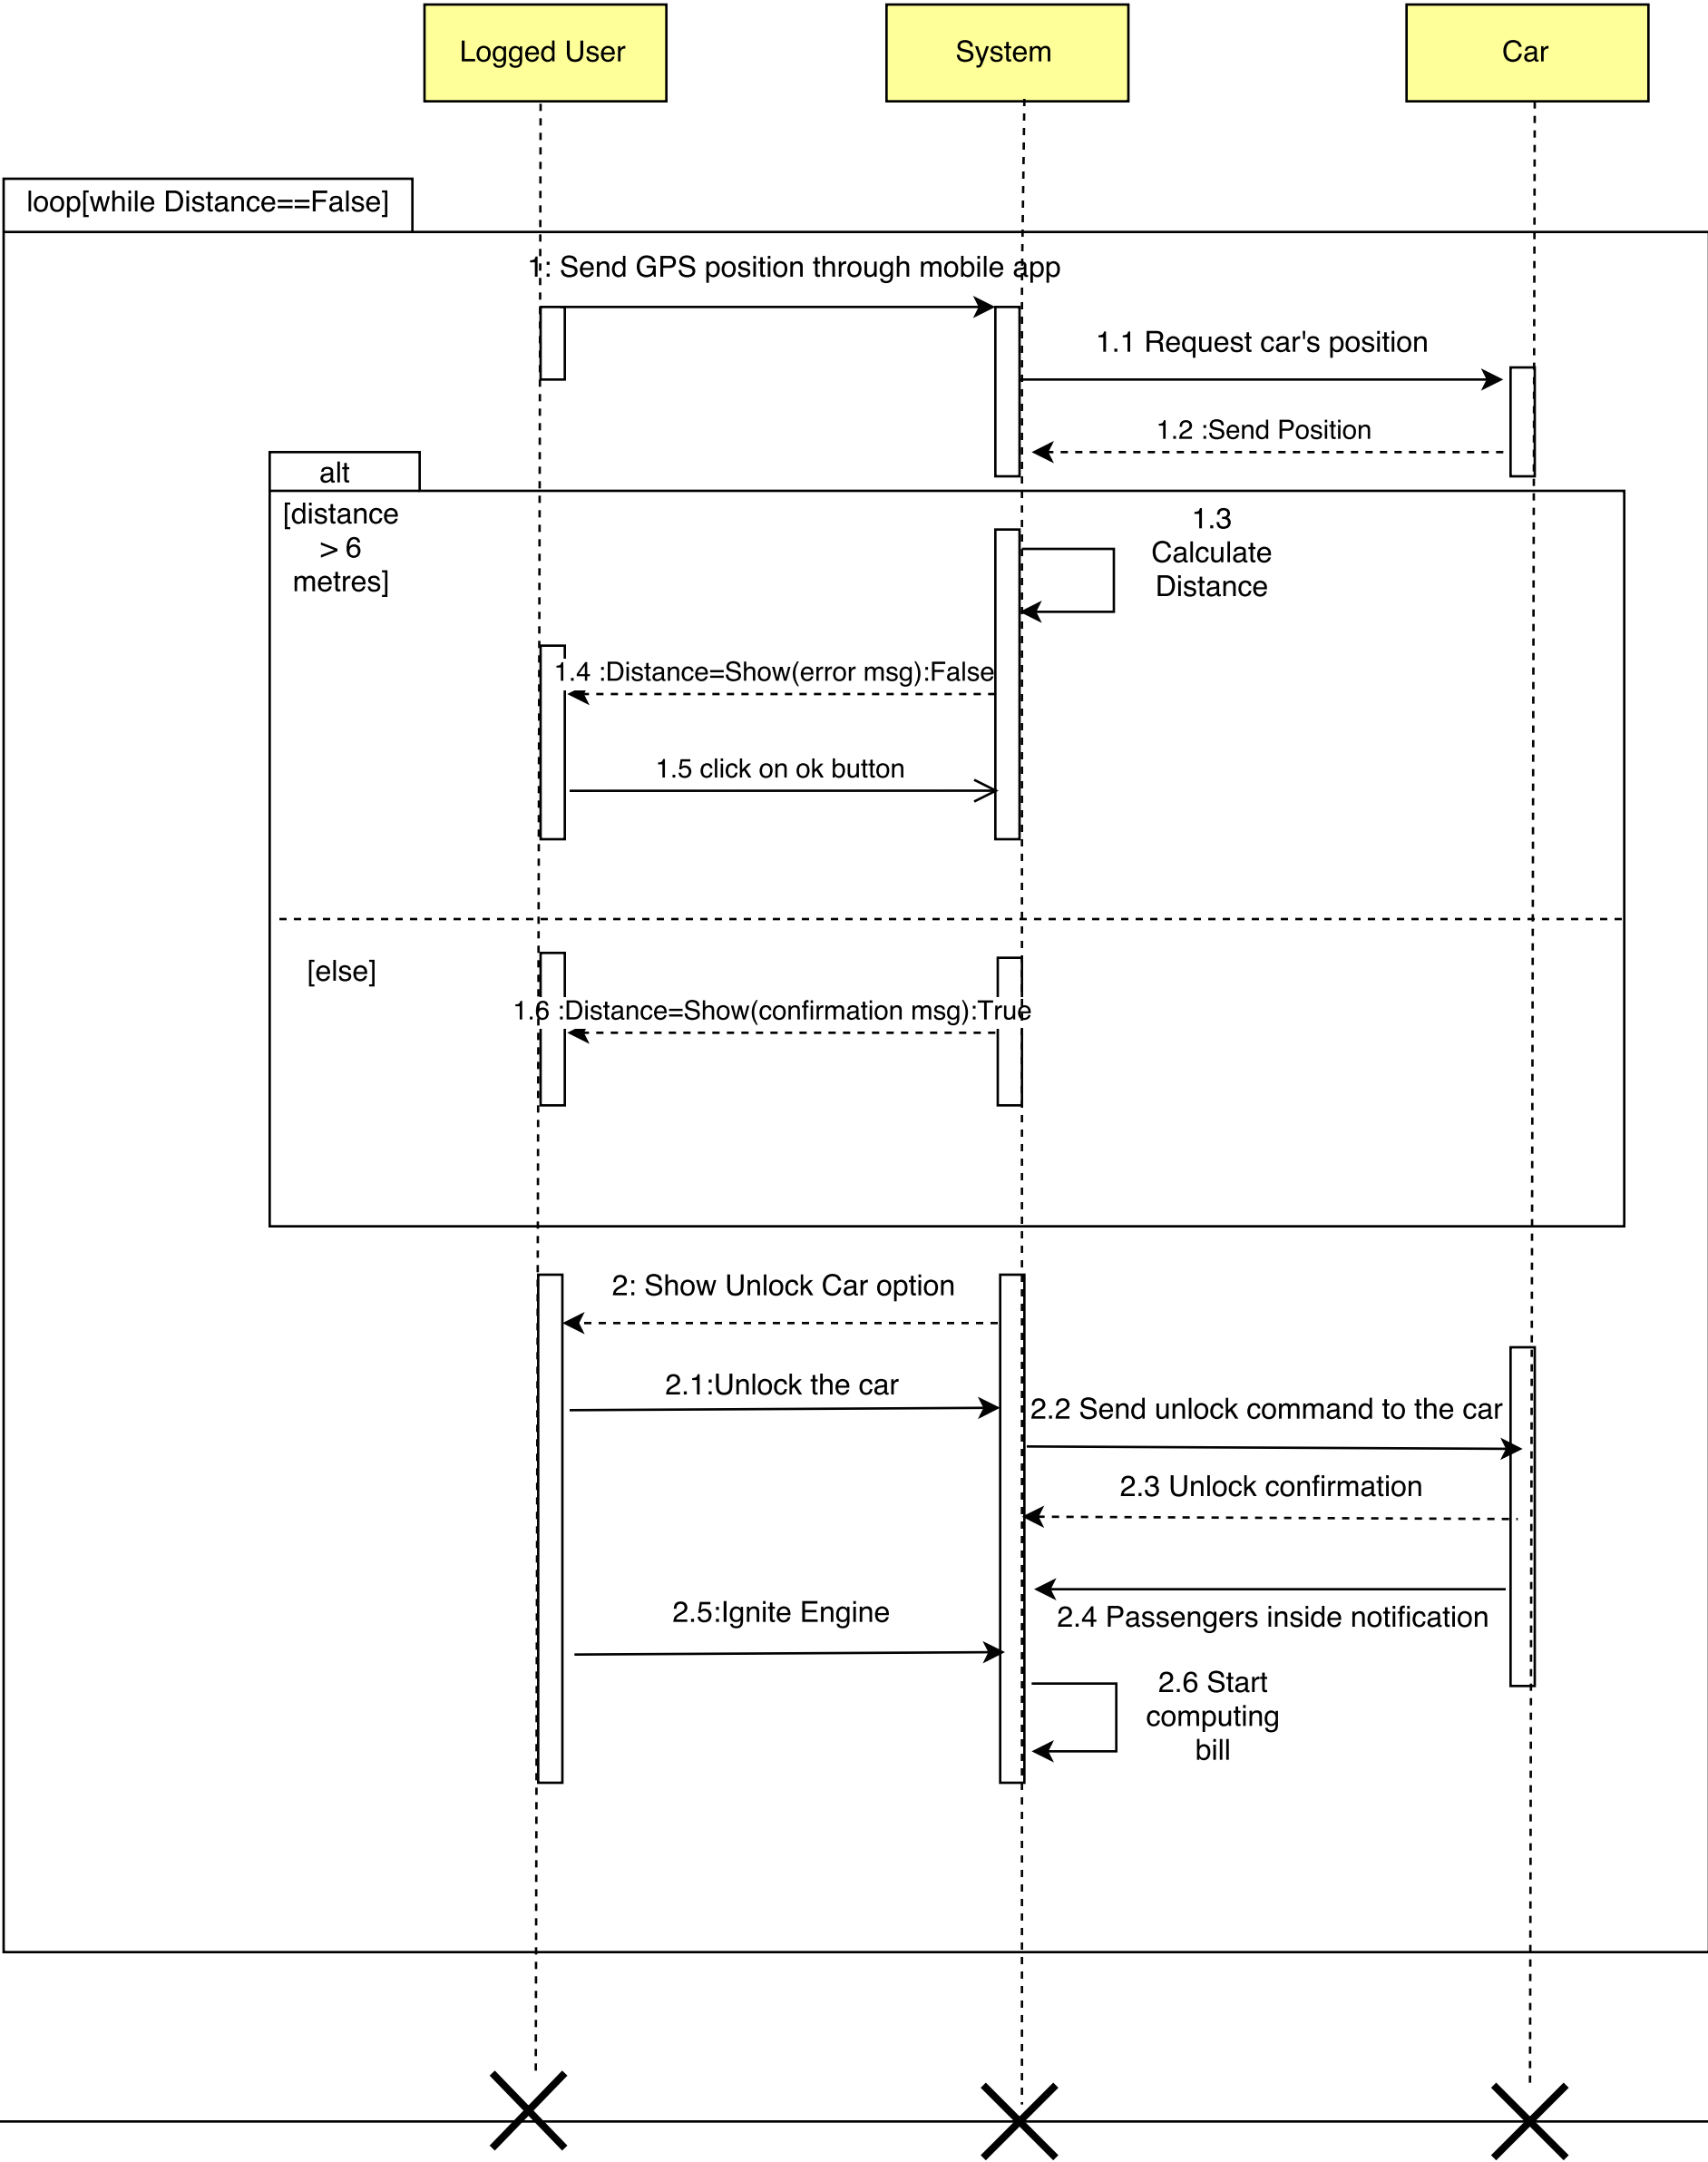 Logged User
System
Car
loop[while Distance==False]
1: Send GPS position through mobile app
1.1 Request car's position
1.2 :Send Position
alt
[distance
> 6
metres]
1.3
Calculate
Distance
1.4 :Distance=Show(error msg):False
1.5 click on ok button
[else]
1.6 :Distance=Show(confirmation msg):True
2: Show Unlock Car option
2.1:Unlock the car
2.2 Send unlock command to the car
2.3 Unlock confirmation
2.5:Ignite Engine
2.4 Passengers inside notification
2.6 Start
computing
bill